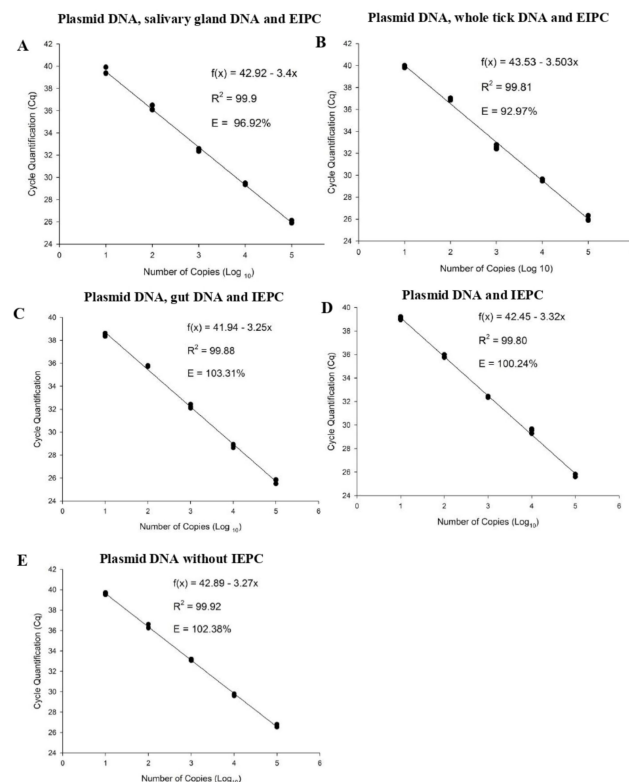 Plasmid DNA, salivary gland DNA and EIPC
A
f(x) = 42.92 - 3.4x
R² = 99.9
E = 96.92%
Cycle Quantification (Cq)
42
40
38
36
34
32
30
28
26
24
0 1 2 3 4 5 6
Number of Copies (Log 10)
Plasmid DNA, whole tick DNA and EIPC
B
f(x) = 43.53 - 3.503x
R² = 99.81
E = 92.97%
Cycle Quantification (Cq)
42
40
38
36
34
32
30
28
26
24
0 1 2 3 4 5 6
Number of Copies (Log 10)
Plasmid DNA, gut DNA and IEPC
C
f(x) = 41.94 - 3.25x
R² = 99.88
E = 103.31%
Cycle Quantification
40
38
36
34
32
30
28
26
24
0 1 2 3 4 5 6
Number of Copies (Log10)
Plasmid DNA and IEPC
D
f(x) = 42.45 - 3.32x
R² = 99.80
E = 100.24%
Cycle Quantification (Cq)
42
40
38
36
34
32
30
28
26
24
0 1 2 3 4 5 6
Number of Copies (Log10)
E
Plasmid DNA without IEPC
f(x) = 42.89 - 3.27x
R² = 99.92
E = 102.38%
Cycle Quantification (Cq)
42
40
38
36
34
32
30
28
26
24
0 1 2 3 4 5 6
Number of Copies (Log10)